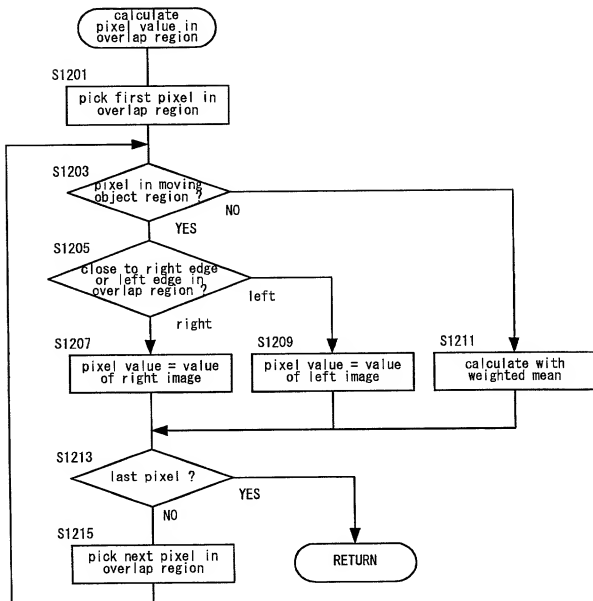 calculate
pixel value in
overlap region
S1201
pick first pixel in
overlap region
S1203
pixel in moving
object region ?
NO
YES
S1205
close to right edge
or left edge in
overlap region ?
left
right
S1207
pixel value = value
of right image
S1209
pixel value = value
of left image
S1211
calculate with
weighted mean
S1213
last pixel ?
YES
NO
S1215
pick next pixel in
overlap region
RETURN